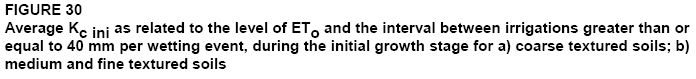 FIGURE 30
Average Kc ini as related to the level of ETo and the interval between irrigations greater than or
equal to 40 mm per wetting event, during the initial growth stage for a) coarse textured soils; b)
medium and fine textured soils